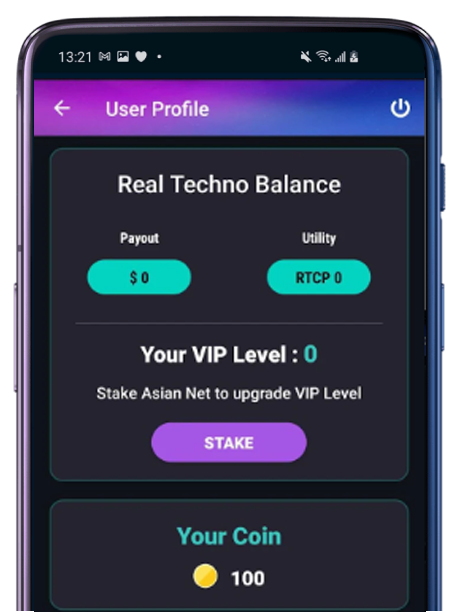 13:21
User Profile
Real Techno Balance
Payout Utility
$ 0 RTCP 0
Your VIP Level : 0
Stake Asian Net to upgrade VIP Level
STAKE
Your Coin
100